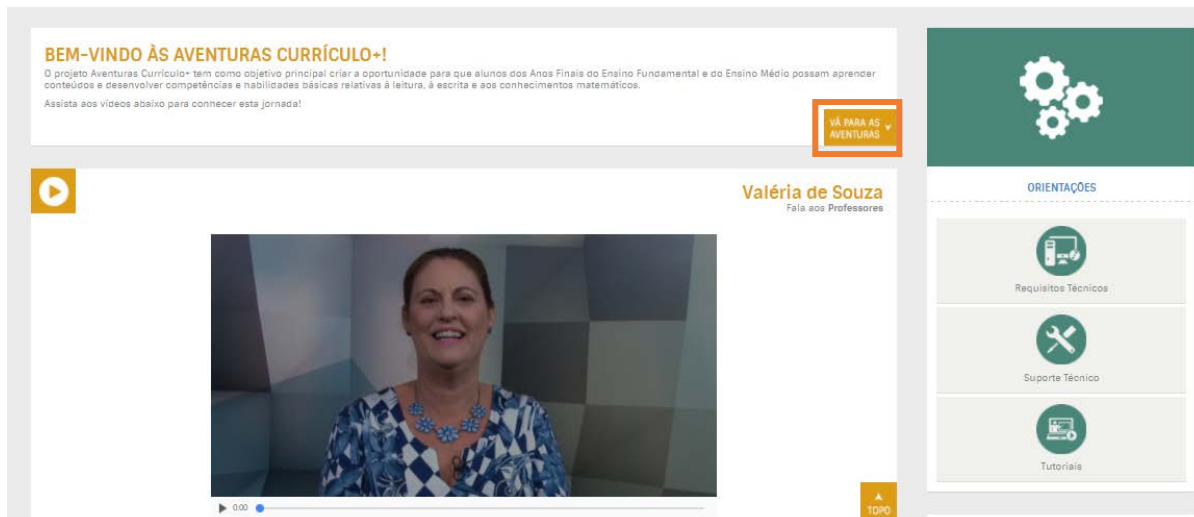 BEM-VINDO ÀS AVENTURAS CURRÍCULO+!
O projeto Aventuras Currículo+ tem como objetivo principal criar a oportunidade para que alunos dos Anos Finais do Ensino Fundamental e do Ensino Médio possam aprender
conteúdos e desenvolver competências e habilidades básicas relativas à leitura, à escrita e aos conhecimentos matemáticos.
Assista aos vídeos abaixo para conhecer esta jornada!
VÁ PARA AS
AVENTURAS
Valéria de Souza
Fala aos Professores
0:00
TOPO
ORIENTAÇÕES
Requisitos Técnicos
Suporte Técnico
Tutoriais